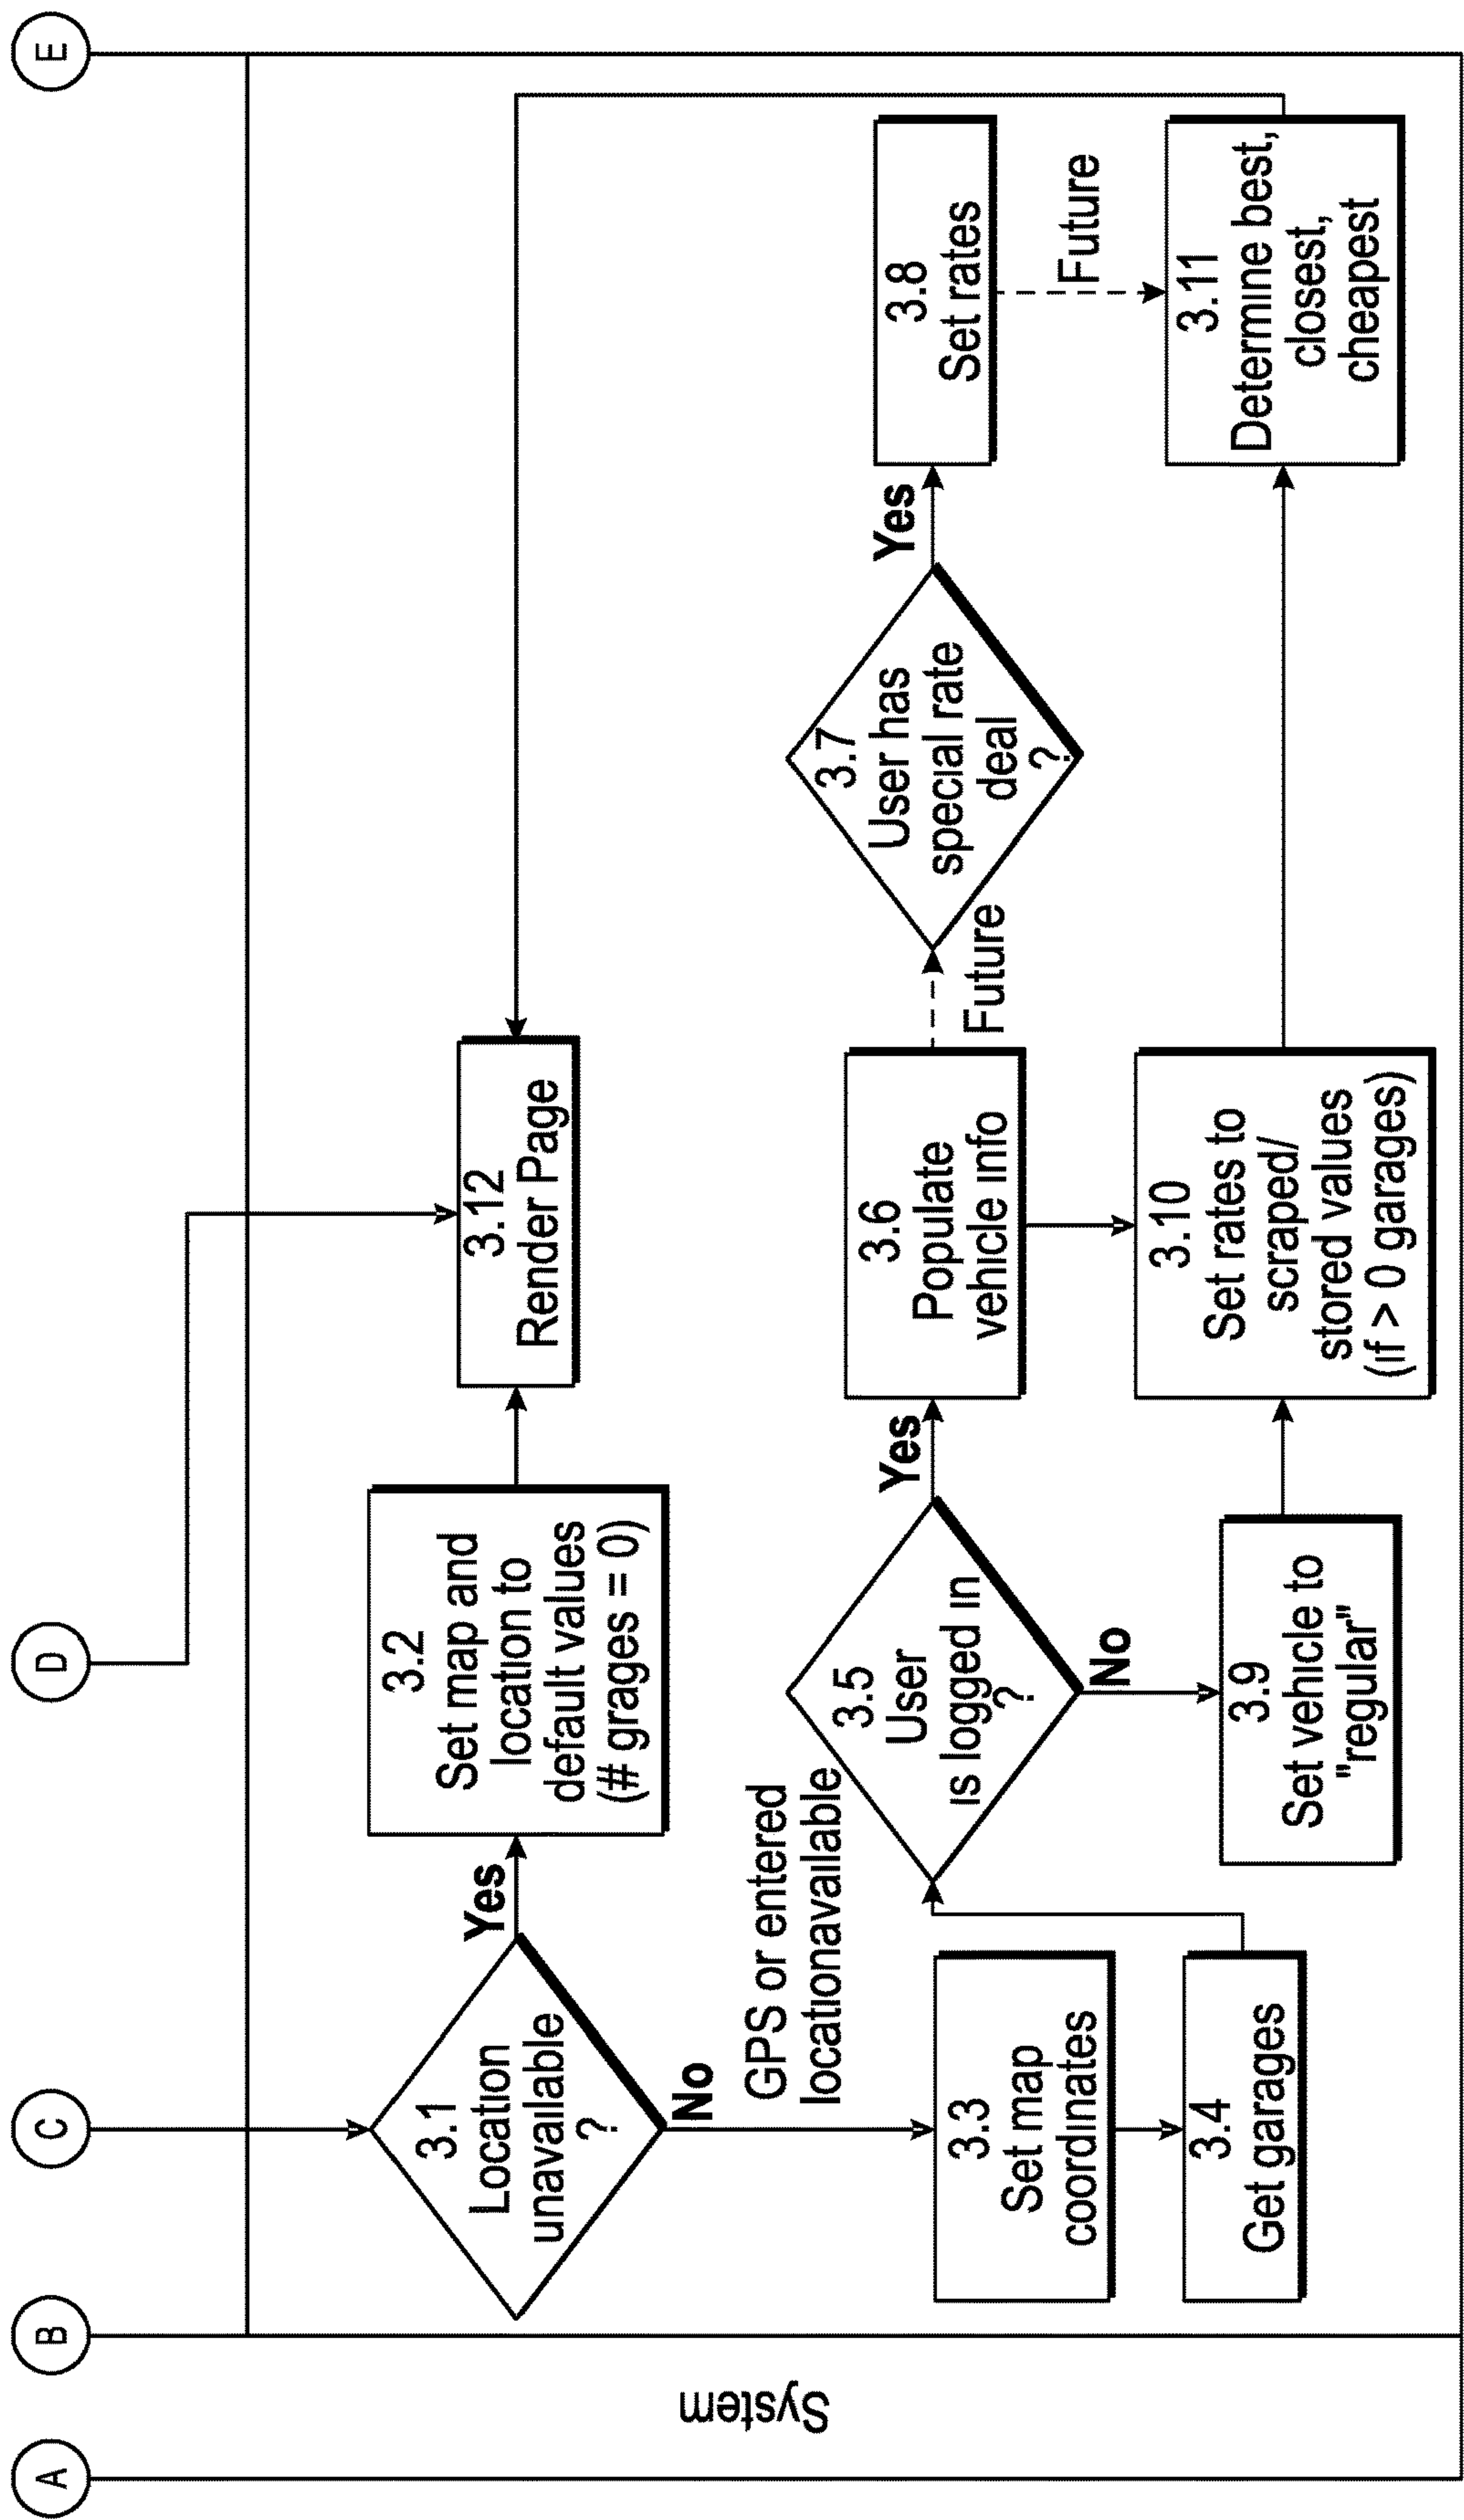 A
B
C
D
E
System
3.1
Location
unavailable
?
Yes
No
3.2
Set map and
location to
default values
(# grages = 0)
3.12
Render Page
GPS or entered
locationavailable
3.3
Set map
coordinates
3.4
Get garages
3.5
User
is logged in
?
Yes
No
3.6
Populate
vehicle info
Future
3.7
User has
special rate
deal
?
Yes
3.8
Set rates
Future
3.9
Set vehicle to
"regular"
3.10
Set rates to
scraped/
stored values
(if > 0 garages)
3.11
Determine best,
closest,
cheapest